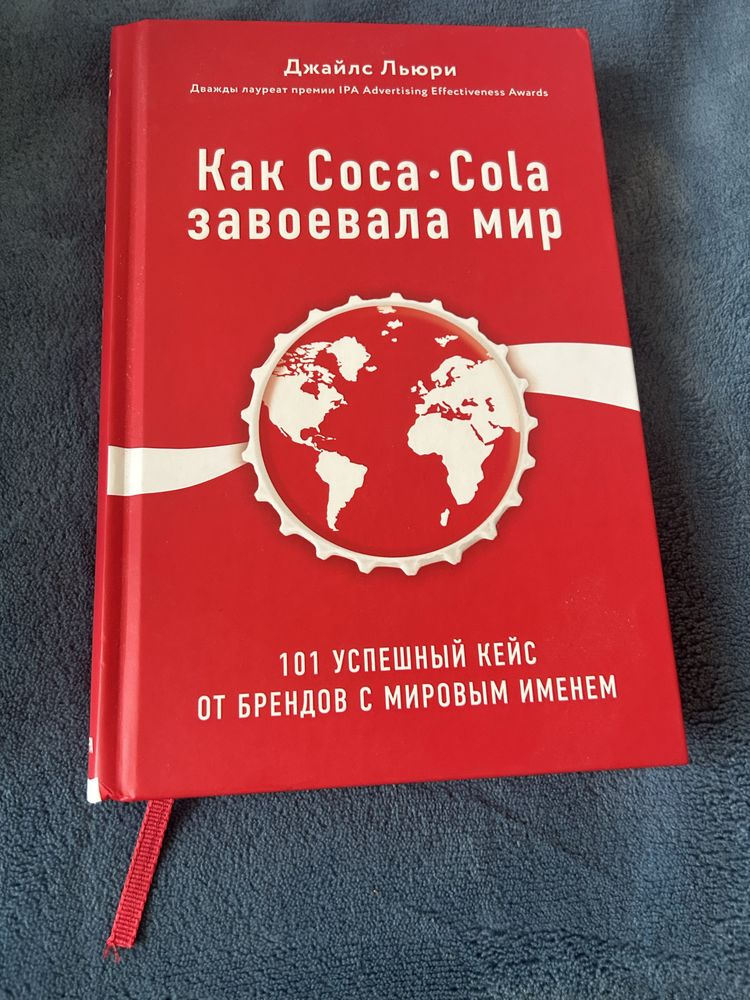 Джайлс Льюри
Дважды лауреат премии IPA Advertising Effectiveness Awards
Как Coca·Cola
завоевала мир
101 УСПЕШНЫЙ КЕЙС
ОТ БРЕНДОВ С МИРОВЫМ ИМЕНЕМ